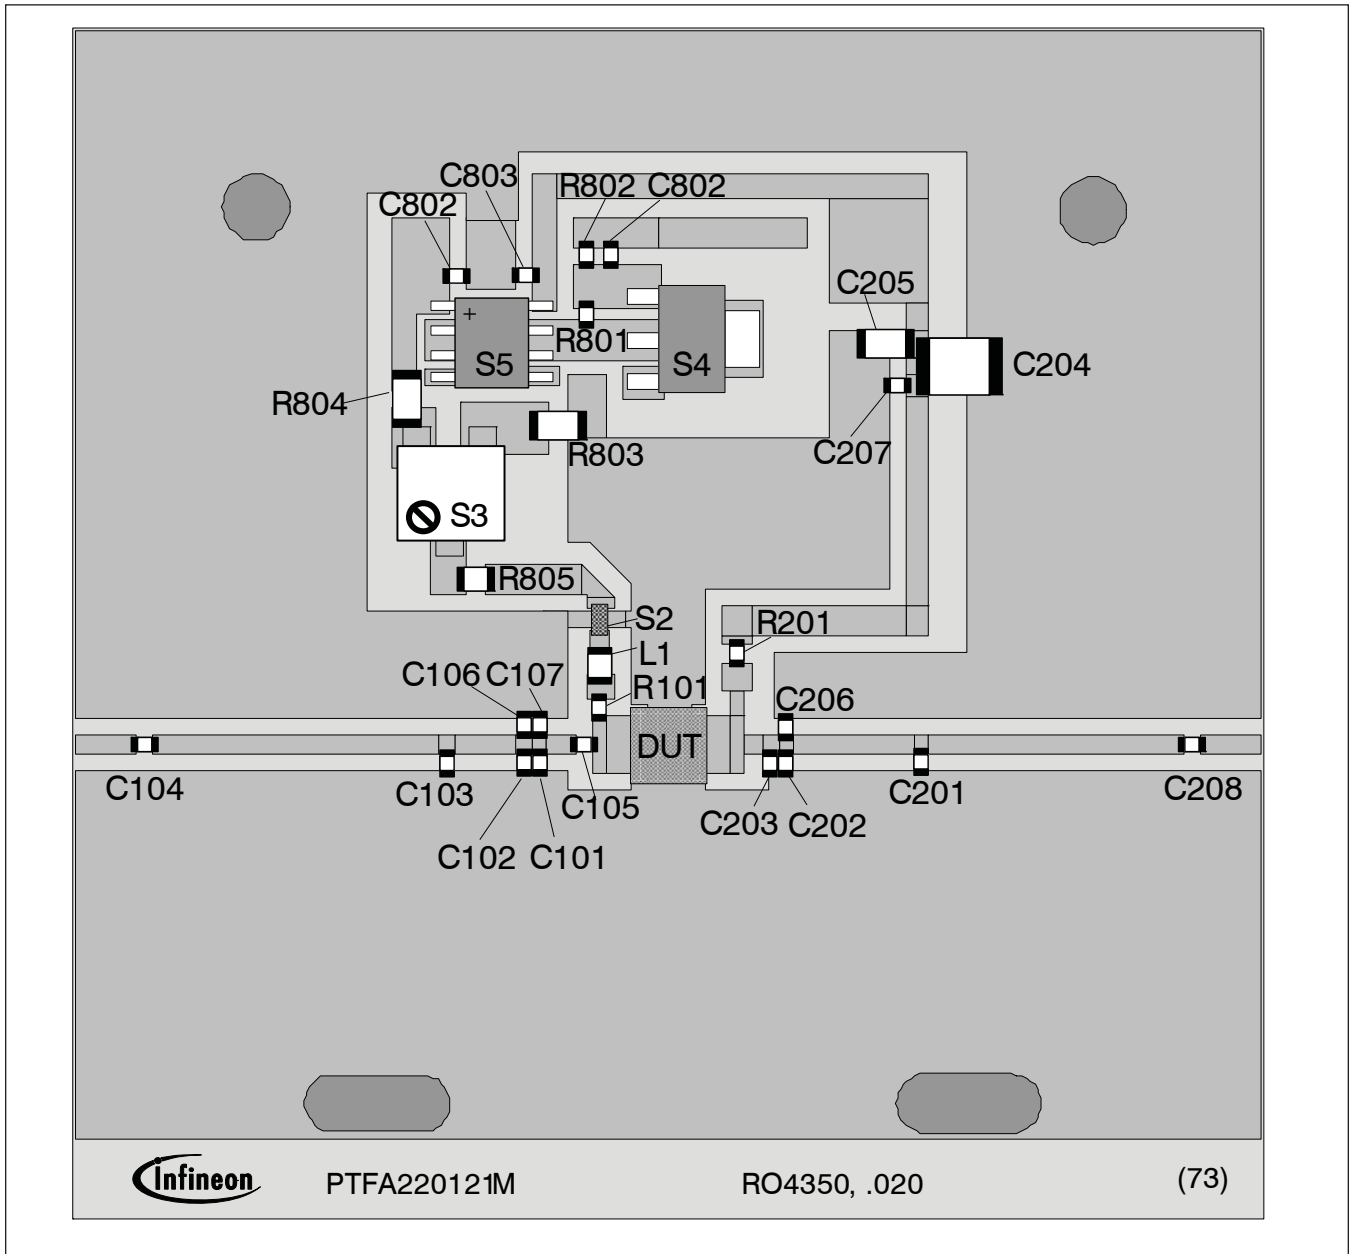 C803
R802 C802
C802
C205
+
R801
S5
S4
C204
R804
R803
C207
S3
R805
S2
R201
L1
C106 C107
R101
C206
DUT
C104
C103
C105
C201
C208
C203 C202
C102 C101
Infineon
PTFA220121M
RO4350, .020
(73)